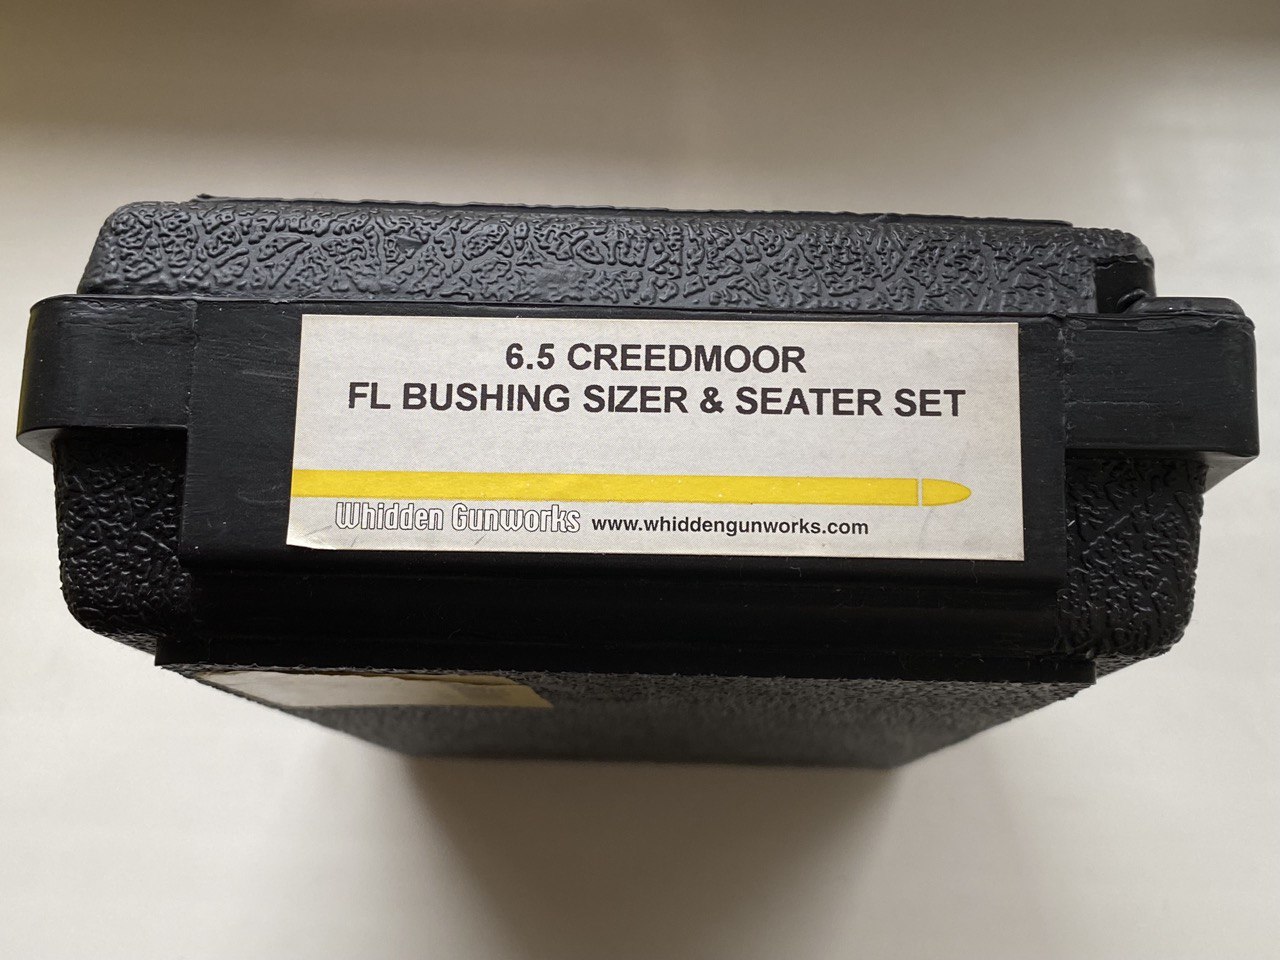 6.5 CREEDMOOR
FL BUSHING SIZER & SEATER SET
Whidden Gunworks www.whiddengunworks.com